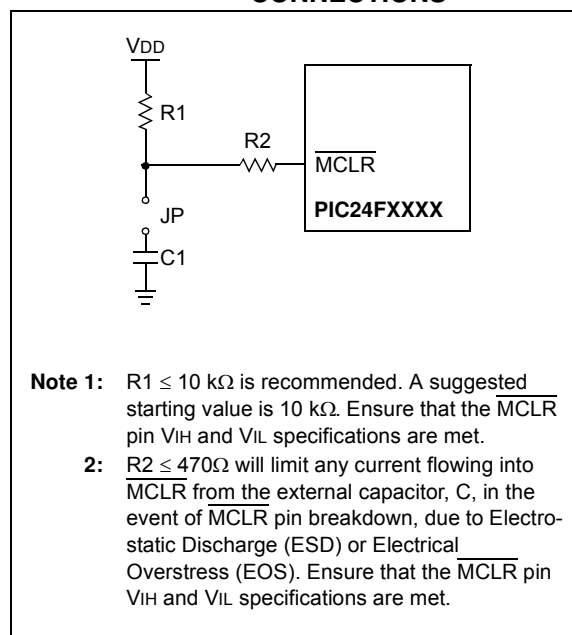 CONNECTIONS
VDD
R1
R2
MCLR
PIC24FXXXX
JP
C1
Note 1: R1 ≤ 10 kΩ is recommended. A suggested
starting value is 10 kΩ. Ensure that the MCLR
pin VIH and VIL specifications are met.
2: R2 ≤ 470Ω will limit any current flowing into
MCLR from the external capacitor, C, in the
event of MCLR pin breakdown, due to Electro-
static Discharge (ESD) or Electrical
Overstress (EOS). Ensure that the MCLR pin
VIH and VIL specifications are met.